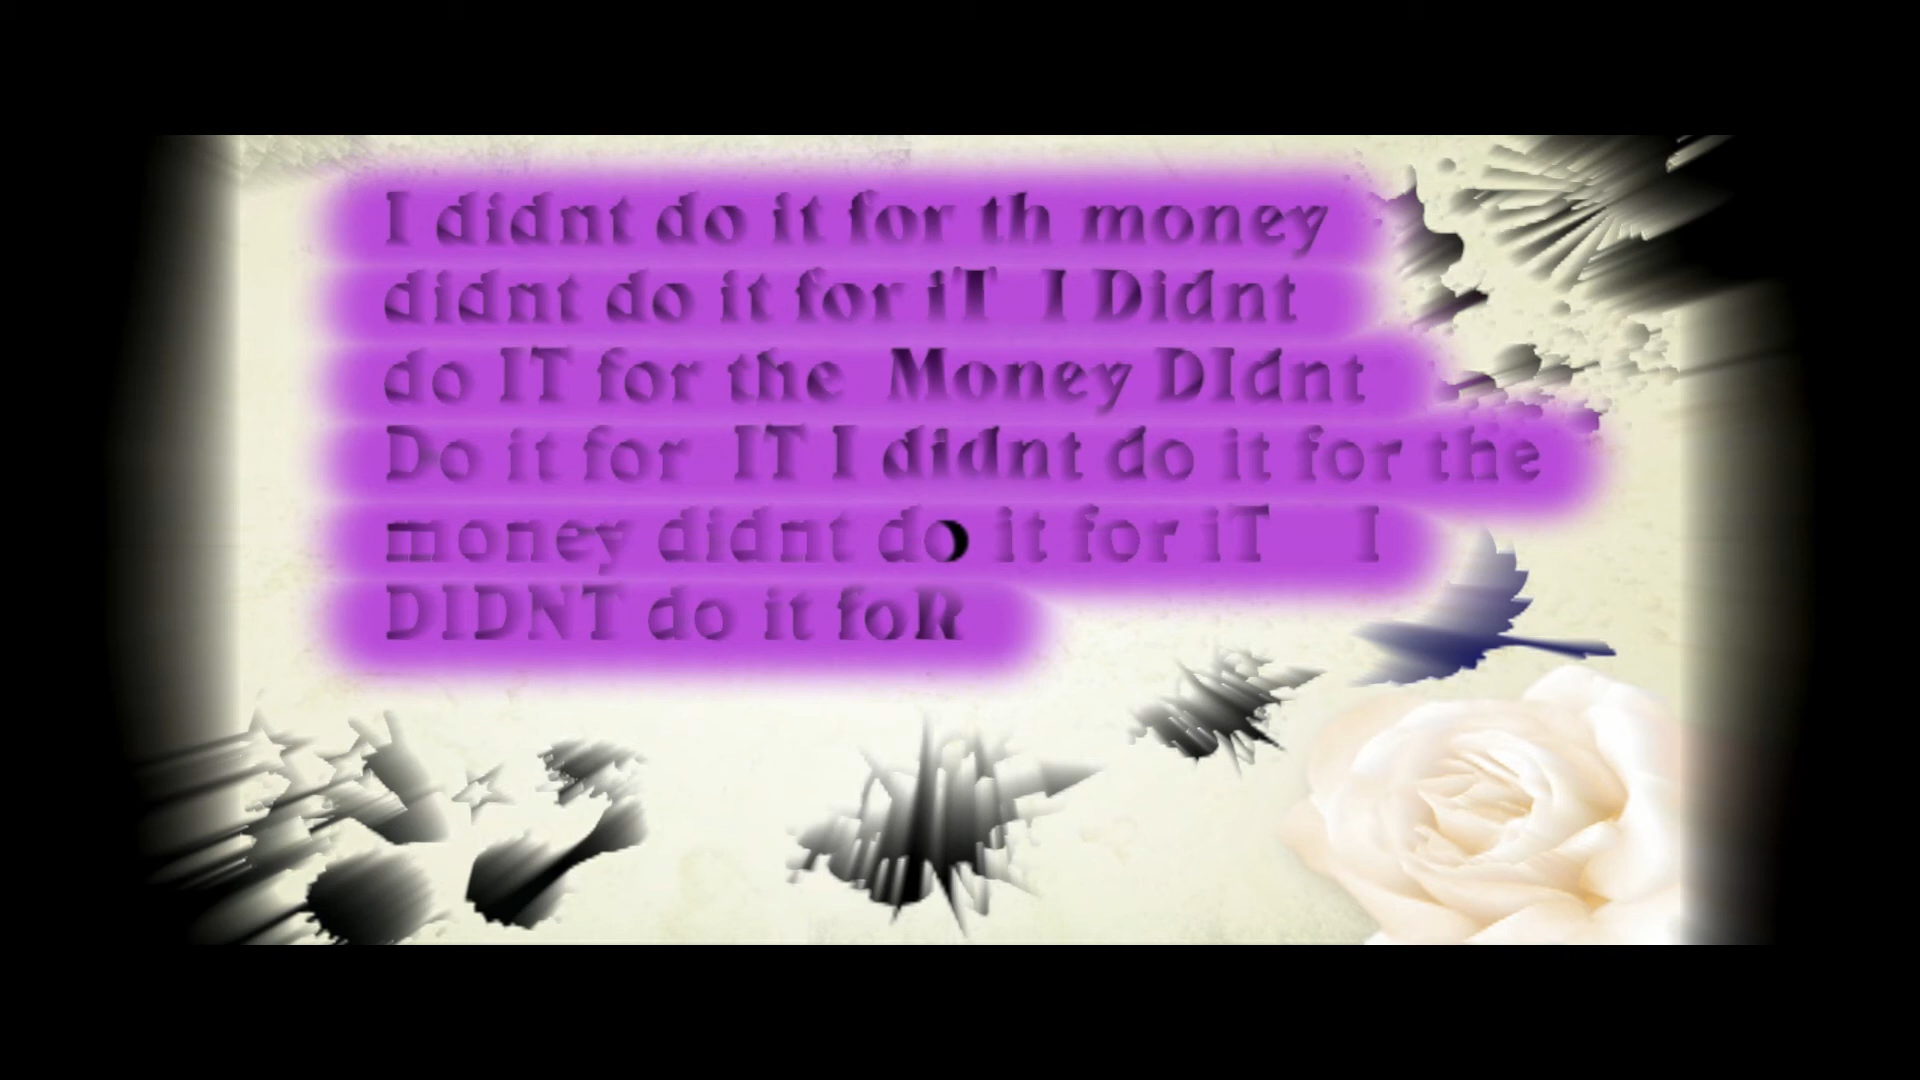 I didnt do it for th money
didnt do it for iT I Didnt
do IT for the Money DIdnt
Do it for IT I didnt do it for the
money didnt do it for iT I
DIDNT do it foR